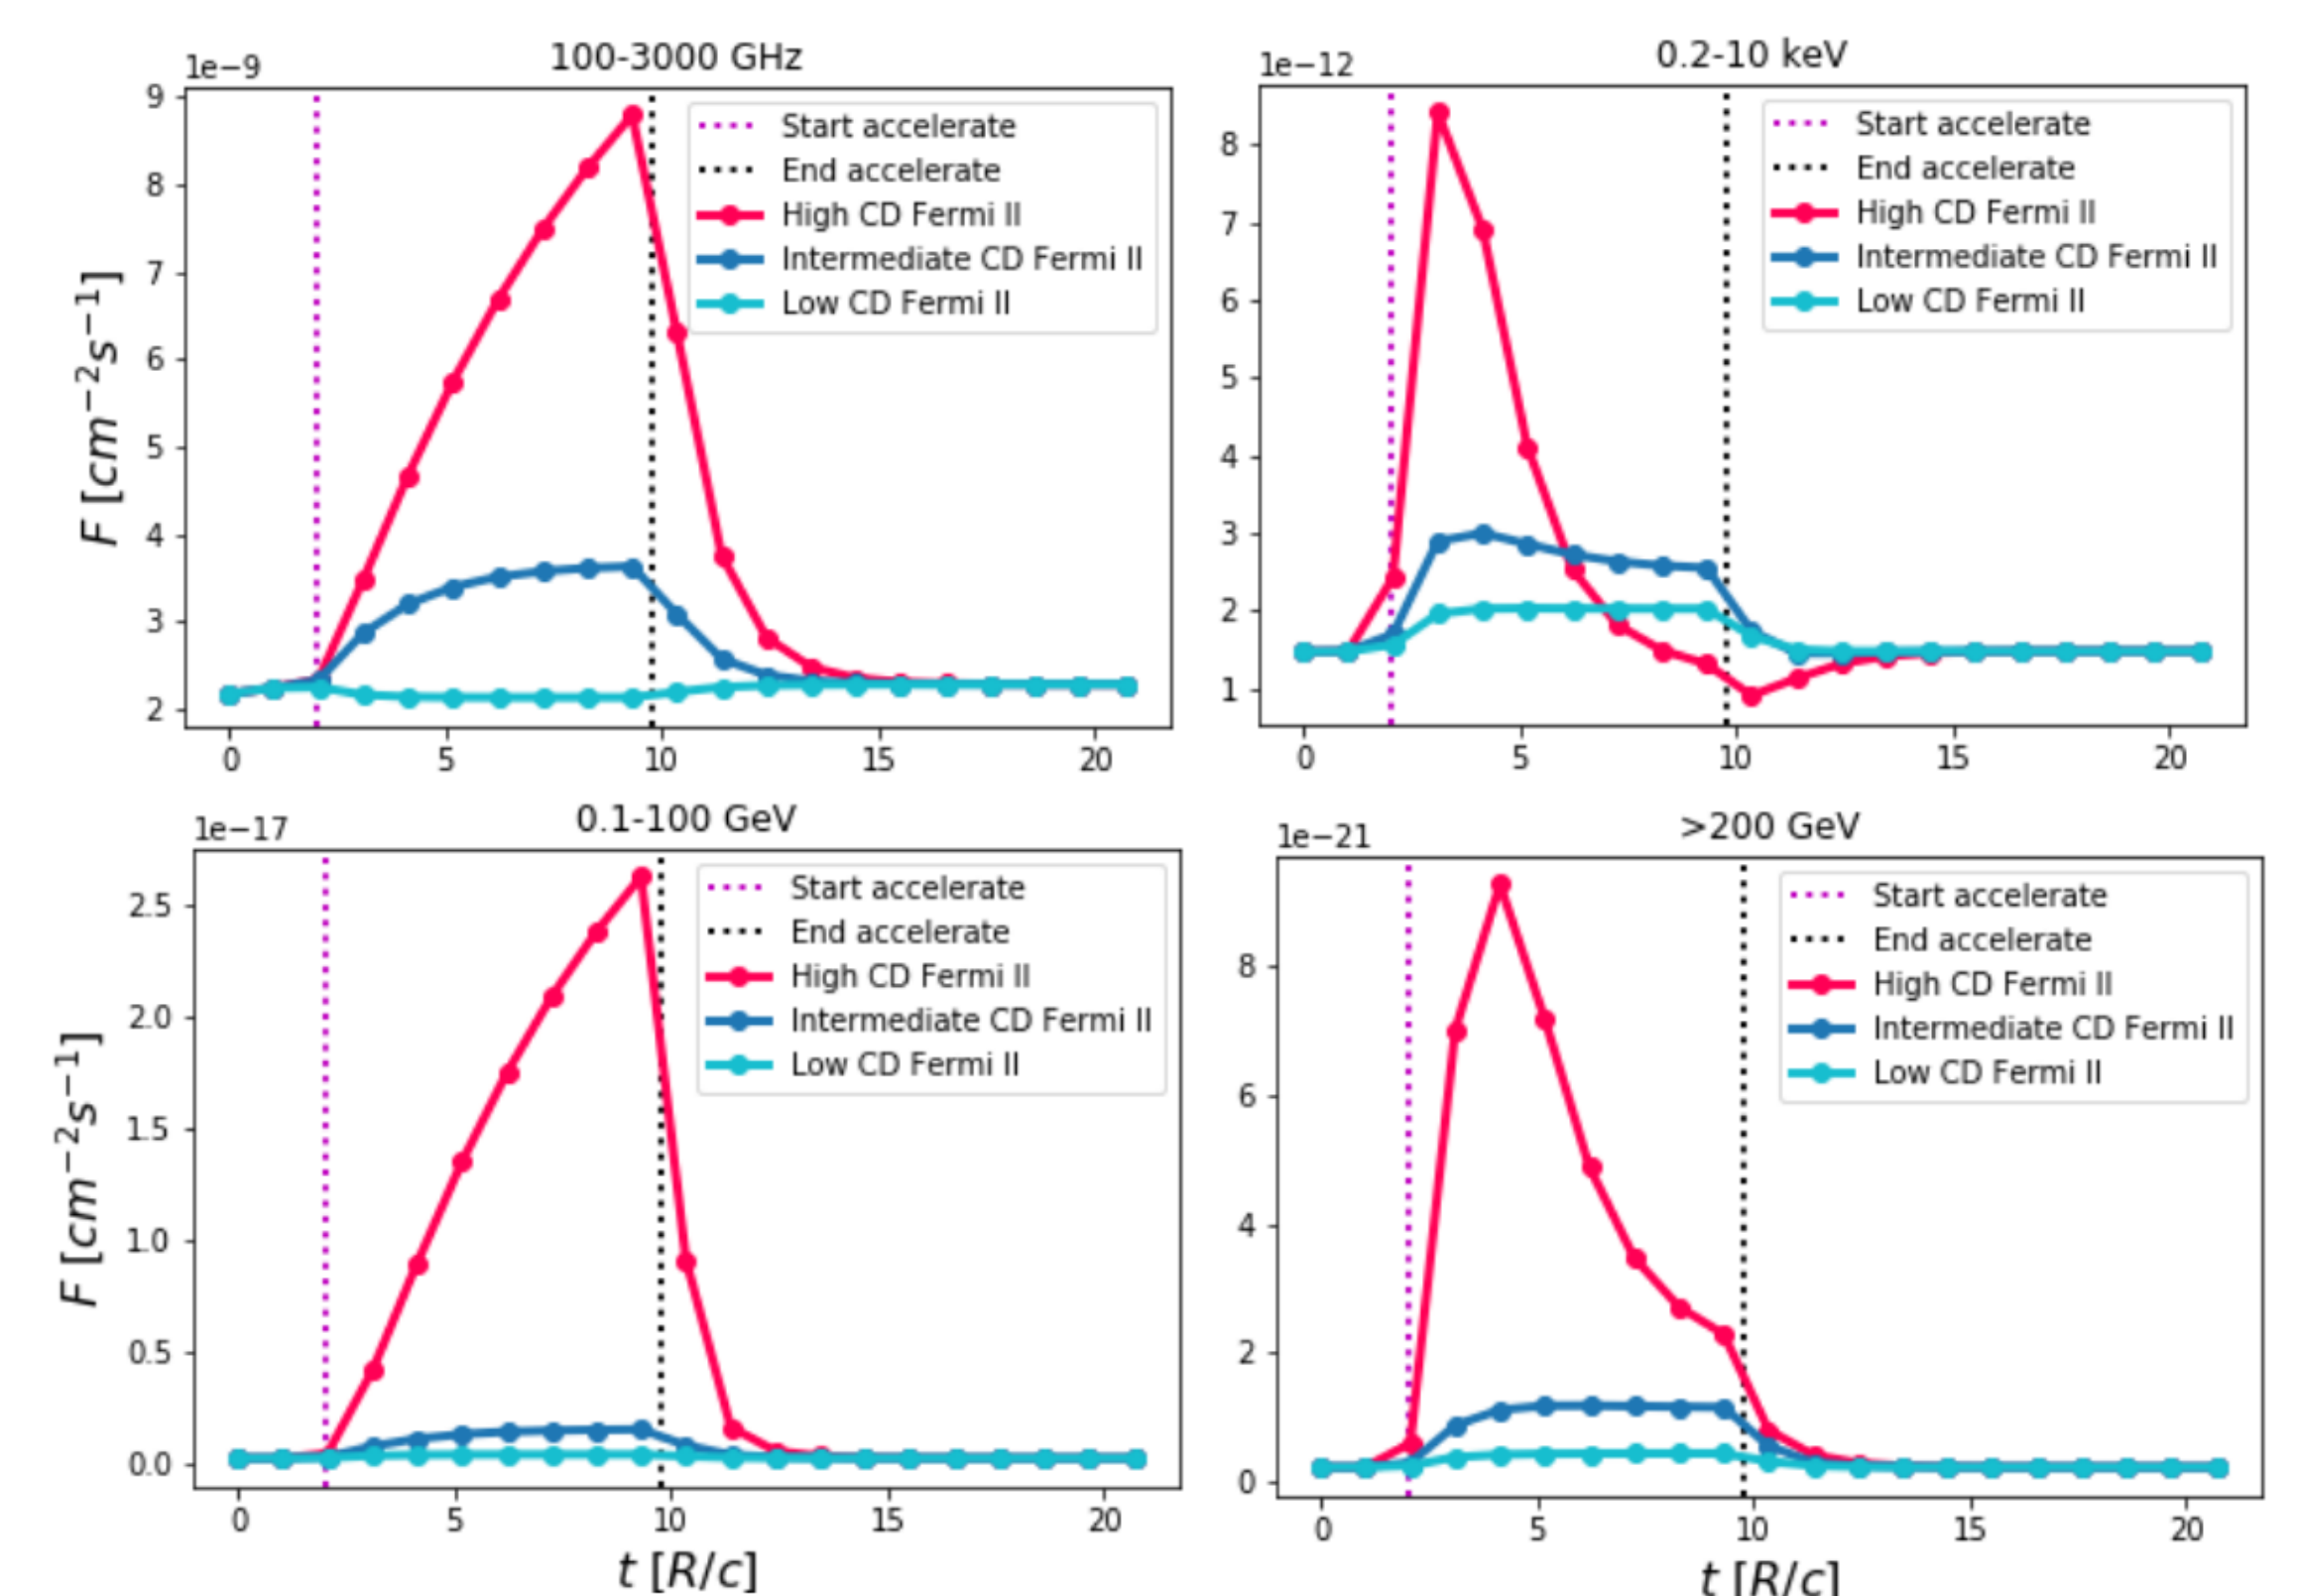 100-3000 GHz
1e−9
9
8
7
6
5
4
3
2
F [cm⁻²s⁻¹]
Start accelerate
End accelerate
High CD Fermi II
Intermediate CD Fermi II
Low CD Fermi II
0 5 10 15 20
0.2-10 keV
1e−12
8
7
6
5
4
3
2
1
Start accelerate
End accelerate
High CD Fermi II
Intermediate CD Fermi II
Low CD Fermi II
0 5 10 15 20
0.1-100 GeV
1e−17
2.5
2.0
1.5
1.0
0.5
0.0
F [cm⁻²s⁻¹]
Start accelerate
End accelerate
High CD Fermi II
Intermediate CD Fermi II
Low CD Fermi II
0 5 10 15 20
t [R/c]
>200 GeV
1e−21
8
6
4
2
0
Start accelerate
End accelerate
High CD Fermi II
Intermediate CD Fermi II
Low CD Fermi II
0 5 10 15 20
t [R/c]